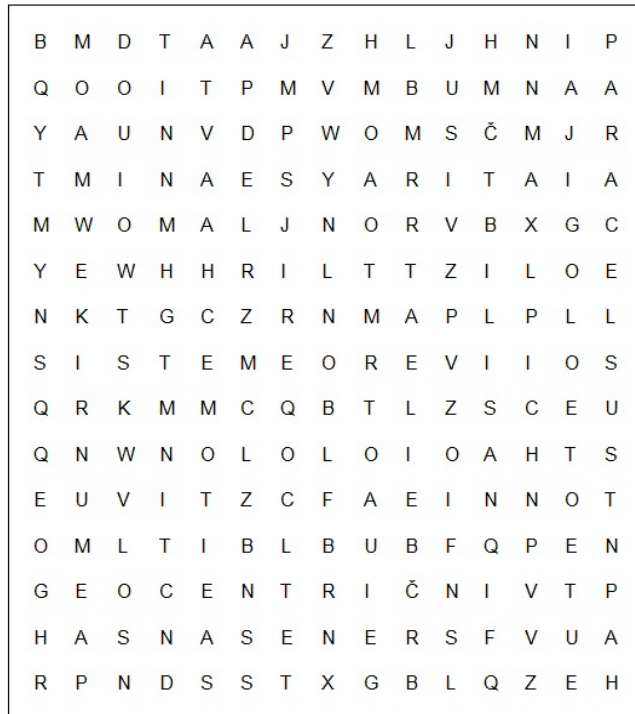 B M D T A A J Z H L J H N I P
Q O O I T P M V M B U M N A A
Y A U N V D P W O M S Č M J R
T M I N A E S Y A R I T A I A
M W O M A L J N O R V B X G C
Y E W H H R I L T T Z I L O E
N K T G C Z R N M A P L P L L
S I S T E M E O R E V I I O S
Q R K M M C Q B T L Z S C E U
Q N W N O L O L O I O A H T S
E U V I T Z C F A E I N N O T
O M L T I B L B U B F Q P E N
G E O C E N T R I Č N I V T P
H A S N A S E N E R S F V U A
R P N D S S T X G B L Q Z E H